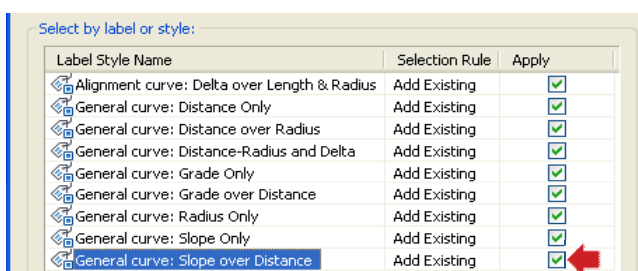 Select by label or style:
Label Style Name Selection Rule Apply
Alignment curve: Delta over Length & Radius Add Existing
General curve: Distance Only Add Existing
General curve: Distance over Radius Add Existing
General curve: Distance-Radius and Delta Add Existing
General curve: Grade Only Add Existing
General curve: Grade over Distance Add Existing
General curve: Radius Only Add Existing
General curve: Slope Only Add Existing
General curve: Slope over Distance Add Existing